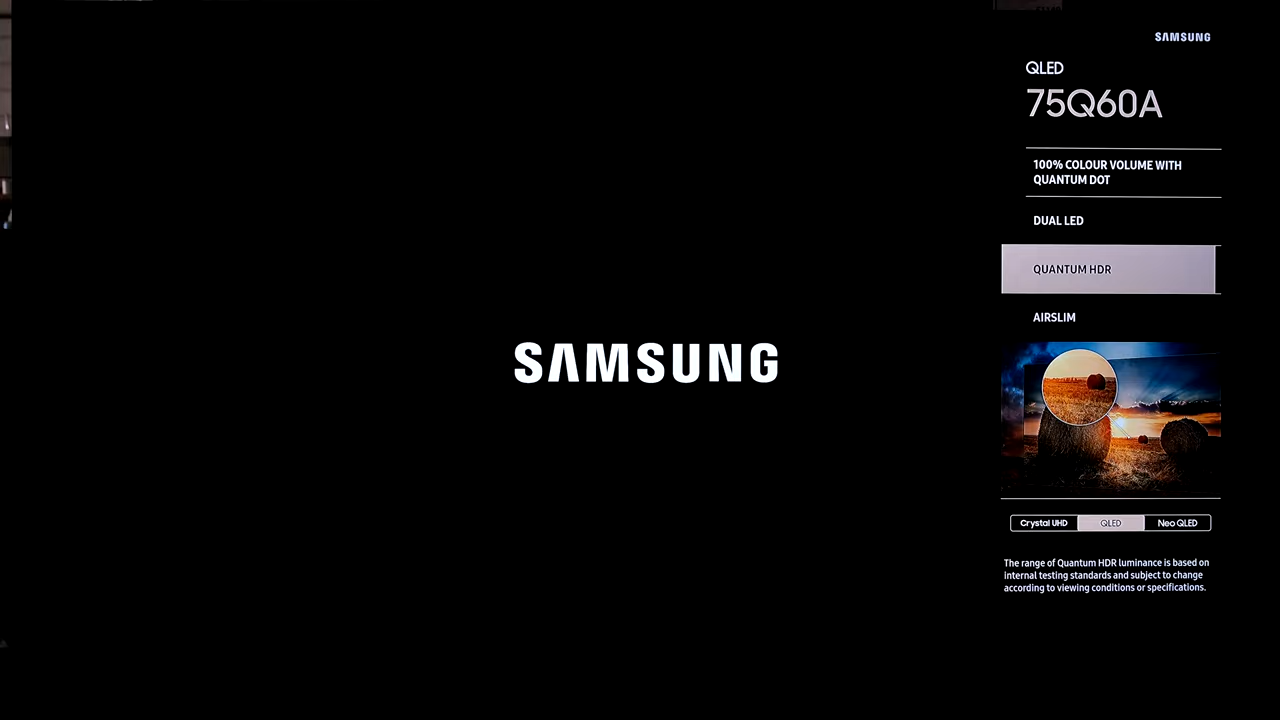 SAMSUNG
QLED
75Q60A
100% COLOUR VOLUME WITH
QUANTUM DOT
DUAL LED
QUANTUM HDR
AIRSLIM
SAMSUNG
Crystal UHD QLED Neo QLED
The range of Quantum HDR luminance is based on
internal testing standards and subject to change
according to viewing conditions or specifications.